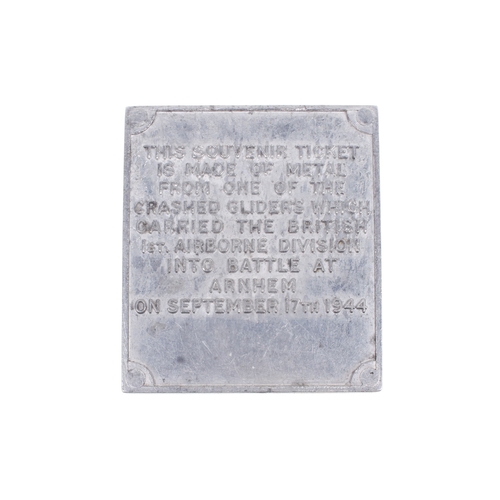 THIS SOUVENIR TICKET
IS MADE OF METAL
FROM ONE OF THE
CRASHED GLIDERS WHICH
CARRIED THE BRITISH
1ST. AIRBORNE DIVISION
INTO BATTLE AT
ARNHEM
ON SEPTEMBER 17TH 1944